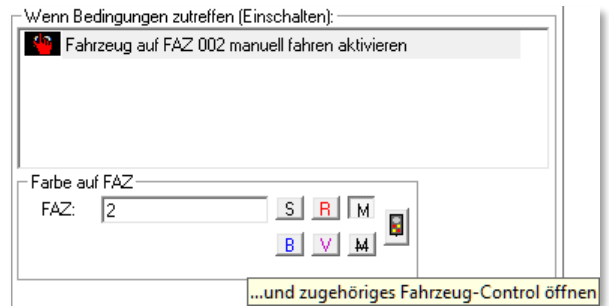 Wenn Bedingungen zutreffen (Einschalten):
Fahrzeug auf FAZ 002 manuell fahren aktivieren
Farbe auf FAZ
FAZ: 2 S R M
B V M
...und zugehöriges Fahrzeug-Control öffnen